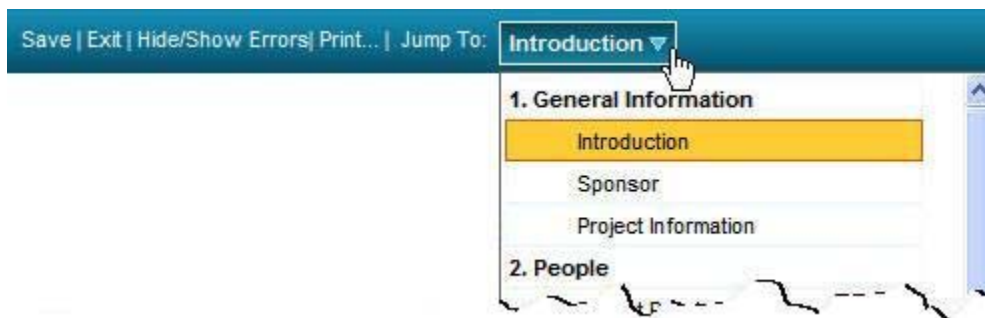 Save | Exit | Hide/Show Errors| Print... | Jump To: Introduction
1. General Information
Introduction
Sponsor
Project Information
2. People